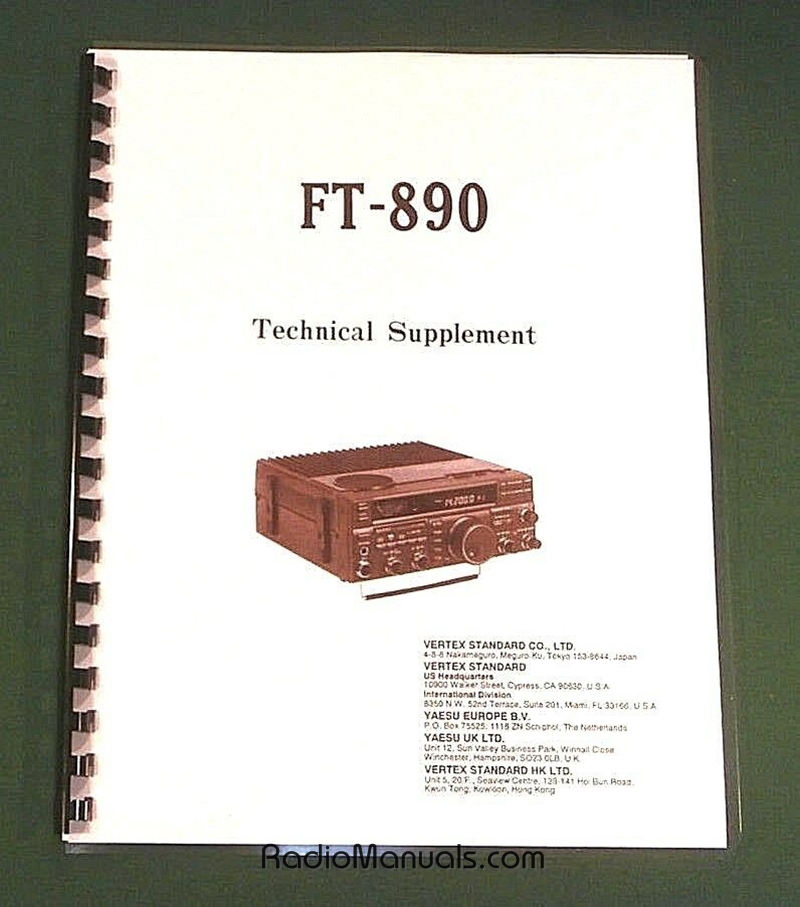 FT-890
Technical Supplement
14.200.0
VERTEX STANDARD CO., LTD.
4-8-8 Nakameguro, Meguro-Ku, Tokyo 153-8644, Japan
VERTEX STANDARD
US Headquarters
10900 Walker Street, Cypress, CA 90630, U.S.A.
International Division
8350 N.W. 52nd Terrace, Suite 201, Miami, FL 33166, U.S.A.
YAESU EUROPE B.V.
P.O. Box 75525, 1118 ZN Schiphol, The Netherlands
YAESU UK LTD.
Unit 12, Sun Valley Business Park, Winnall Close
Winchester, Hampshire, SO23 0LB, U.K.
VERTEX STANDARD HK LTD.
Unit 5, 20/F., Seaview Centre, 139-141 Hoi Bun Road,
Kwun Tong, Kowloon, Hong Kong
RadioManuals.com